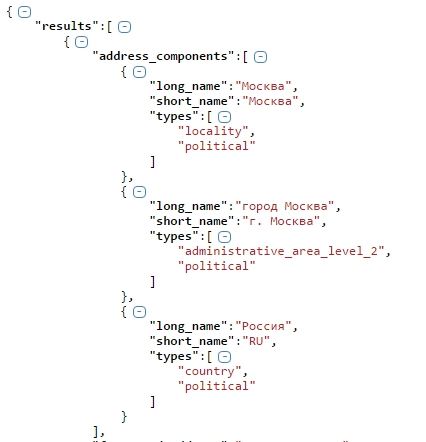 {
"results":[
{
"address_components":[
{
"long_name":"Москва",
"short_name":"Москва",
"types":[
"locality",
"political"
]
},
{
"long_name":"город Москва",
"short_name":"г. Москва",
"types":[
"administrative_area_level_2",
"political"
]
},
{
"long_name":"Россия",
"short_name":"RU",
"types":[
"country",
"political"
]
}
],